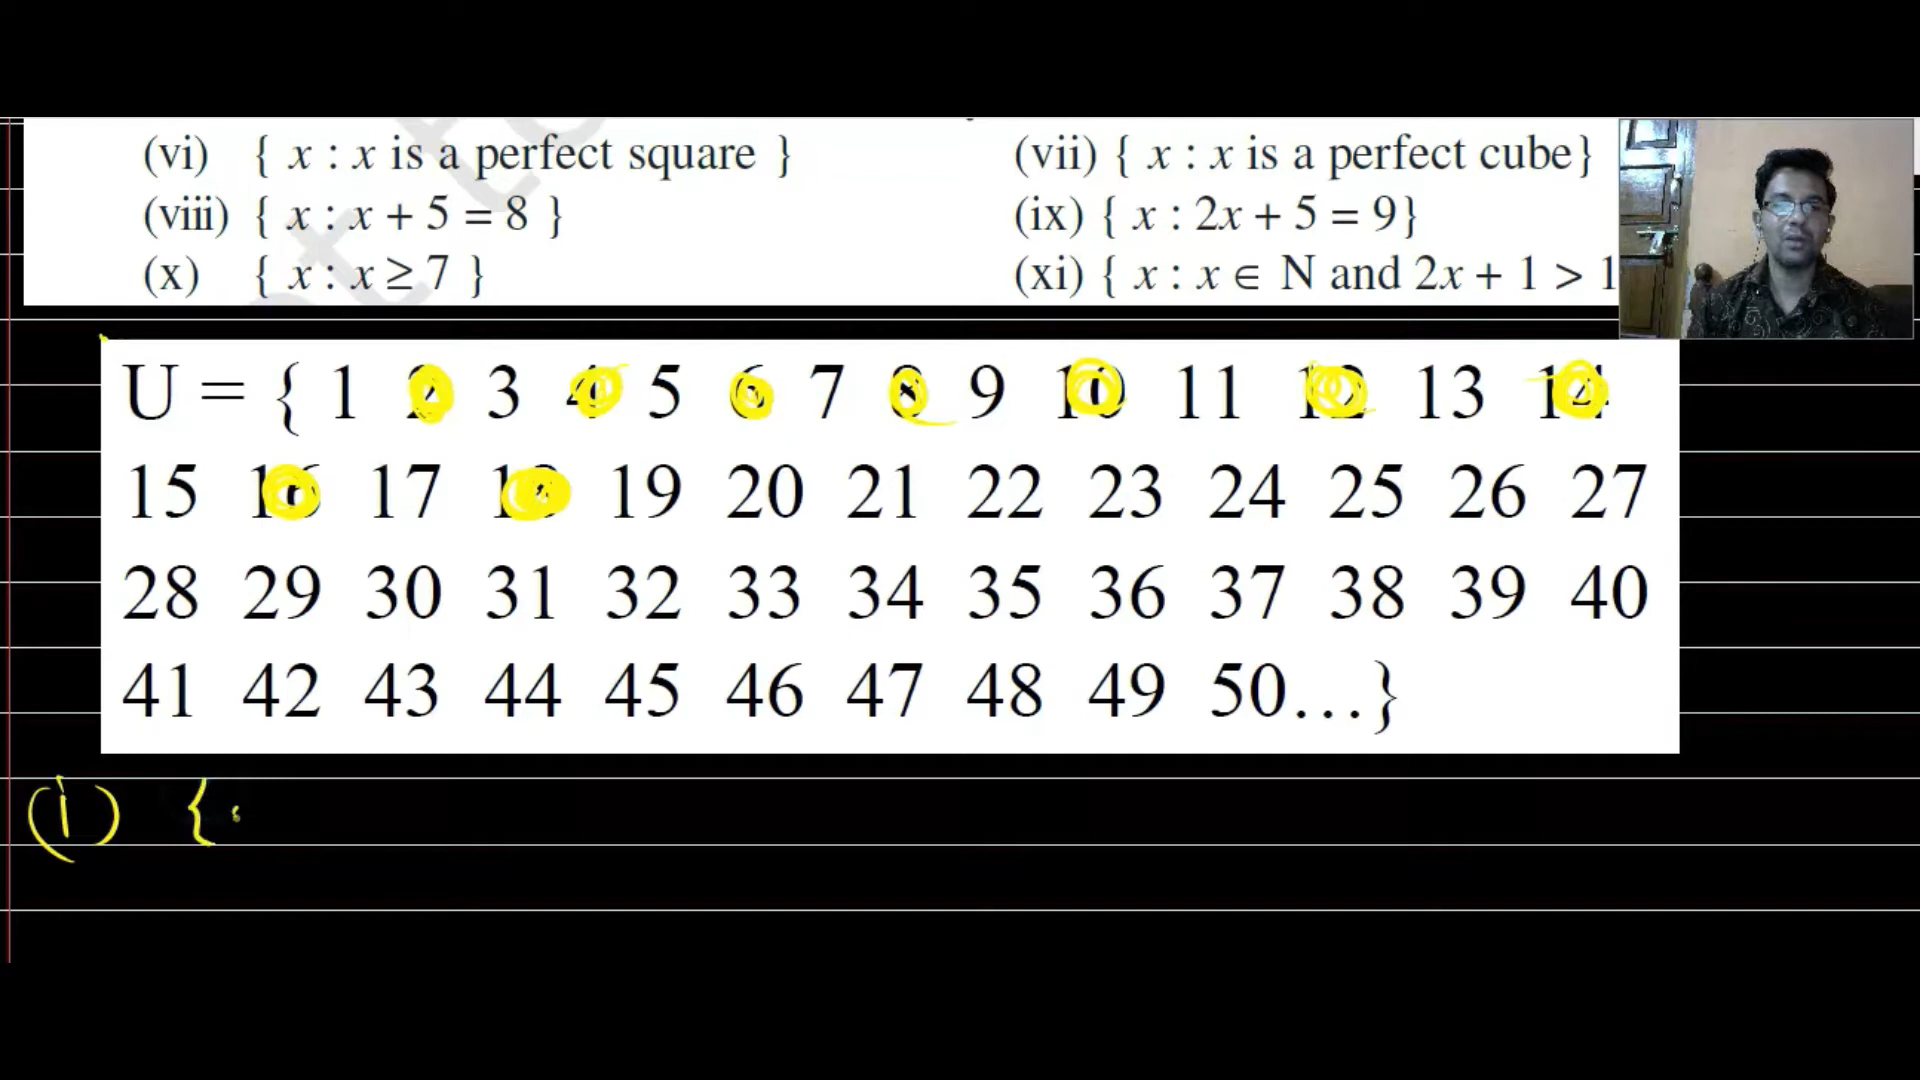 (vi) { x : x is a perfect square } (vii) { x : x is a perfect cube}
(viii) { x : x + 5 = 8 } (ix) { x : 2x + 5 = 9}
(x) { x : x ≥ 7 } (xi) { x : x ∈ N and 2x + 1 > 1
U = { 1 2 3 4 5 6 7 8 9 10 11 12 13 14
15 16 17 18 19 20 21 22 23 24 25 26 27
28 29 30 31 32 33 34 35 36 37 38 39 40
41 42 43 44 45 46 47 48 49 50...}
(i) {